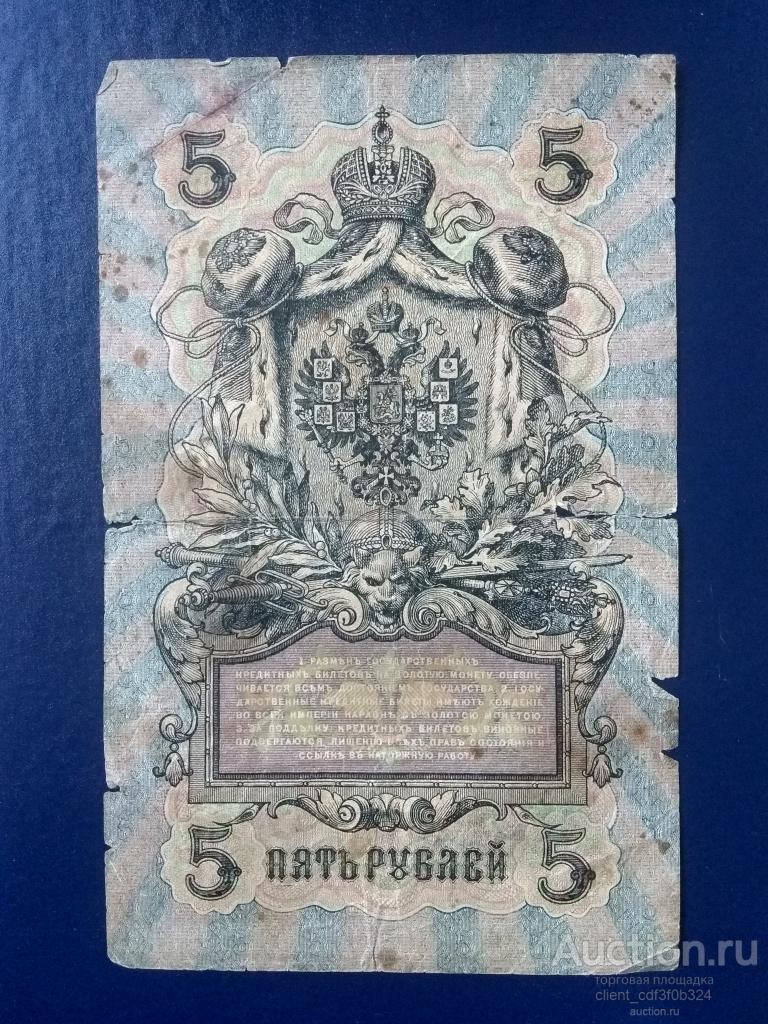 5 5
1. РАЗМѢНЪ ГОСУДАРСТВЕННЫХЪ
КРЕДИТНЫХЪ БИЛЕТОВЪ ЗОЛОТУЮ МОНЕТУ ОБЕЗПЕ-
ЧИВАЕТСЯ ВСѢМЪ ДОСТОЯНІЕМЪ ГОСУДАРСТВА. 2. ГОСУ-
ДАРСТВЕННЫЕ КРЕДИТНЫЕ БИЛЕТЫ ИМѢЮТЪ ХОЖДЕНІЕ
ВО ВСЕЙ ИМПЕРІИ НАРАВНѢ СЪ ЗОЛОТОЮ МОНЕТОЮ.
3. ЗА ПОДДѢЛКУ КРЕДИТНЫХЪ БИЛЕТОВЪ ВИНОВНЫЕ
ПОДВЕРГАЮТСЯ ЛИШЕНІЮ ВСѢХЪ ПРАВЪ СОСТОЯНІЯ И
ССЫЛКѢ ВЪ КАТОРЖНУЮ РАБОТУ
5 ПЯТЬ РУБЛЕЙ 5
Auction.ru
торговая площадка
client_cdf3f0b324
auction.ru